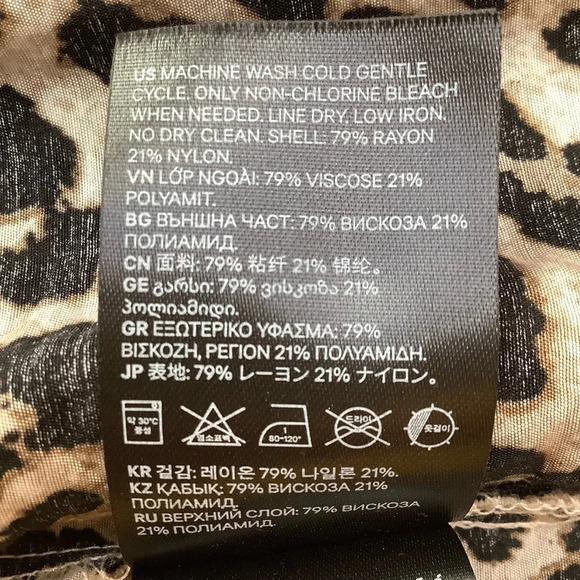 US MACHINE WASH COLD GENTLE
CYCLE. ONLY NON-CHLORINE BLEACH
WHEN NEEDED. LINE DRY. LOW IRON.
NO DRY CLEAN. SHELL: 79% RAYON
21% NYLON.
VN LỚP NGOÀI: 79% VISCOSE 21%
POLYAMIT.
BG ВЪНШНА ЧАСТ: 79% ВИСКОЗА 21%
ПОЛИАМИД.
CN 面料: 79% 粘纤 21% 锦纶。
GE გარსი: 79% ვისკოზა 21%
პოლიამიდი.
GR ΕΞΩΤΕΡΙΚΟ ΥΦΑΣΜΑ: 79%
ΒΙΣΚΟΖΗ, ΡΕΓΙΟΝ 21% ΠΟΛΥΑΜΙΔΗ.
JP 表地: 79% レーヨン 21% ナイロン。
약 30°C 중성
염소표백
1 80-120°
드라이
옷걸이
KR 겉감: 레이온 79% 나일론 21%.
KZ ҚАБЫҚ: 79% ВИСКОЗА 21%
ПОЛИАМИД.
RU ВЕРХНИЙ СЛОЙ: 79% ВИСКОЗА
21% ПОЛИАМИД.